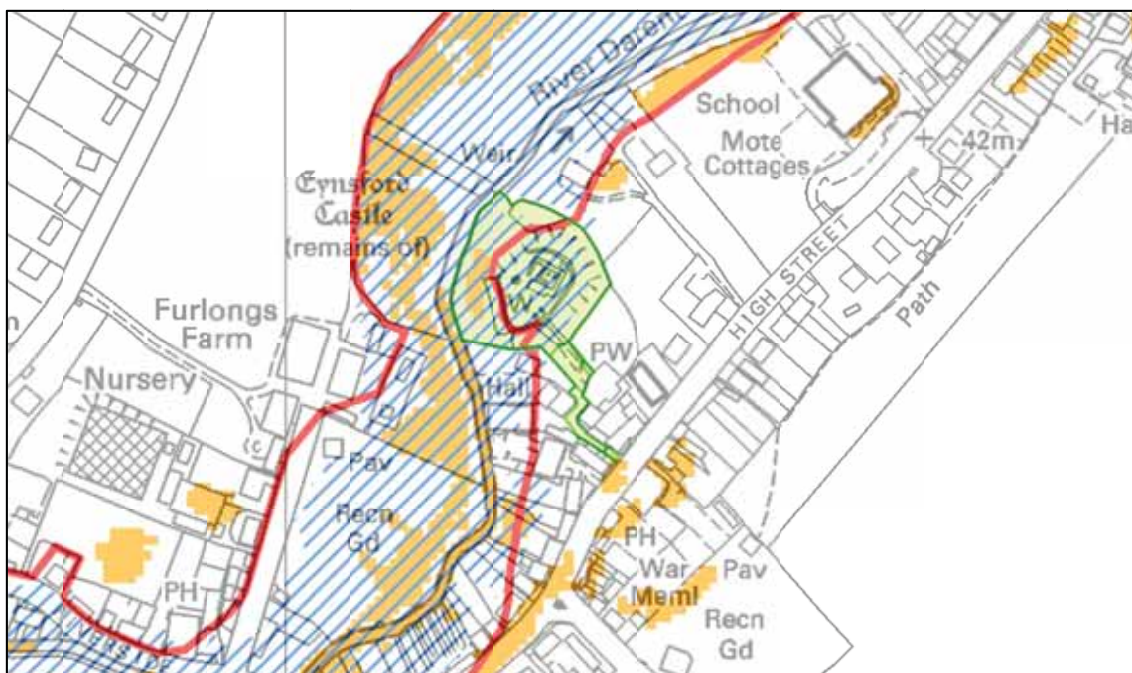 River Daren
School
Mote
Cottages
42m
Ha
Weir
Eynsford
Castle
(remains of)
Furlongs
Farm
n
Nursery
PW
HIGH STREET
Path
Hall
Pav
Recn
Gd
PH
PH
War
Meml
Pav
Recn
Gd